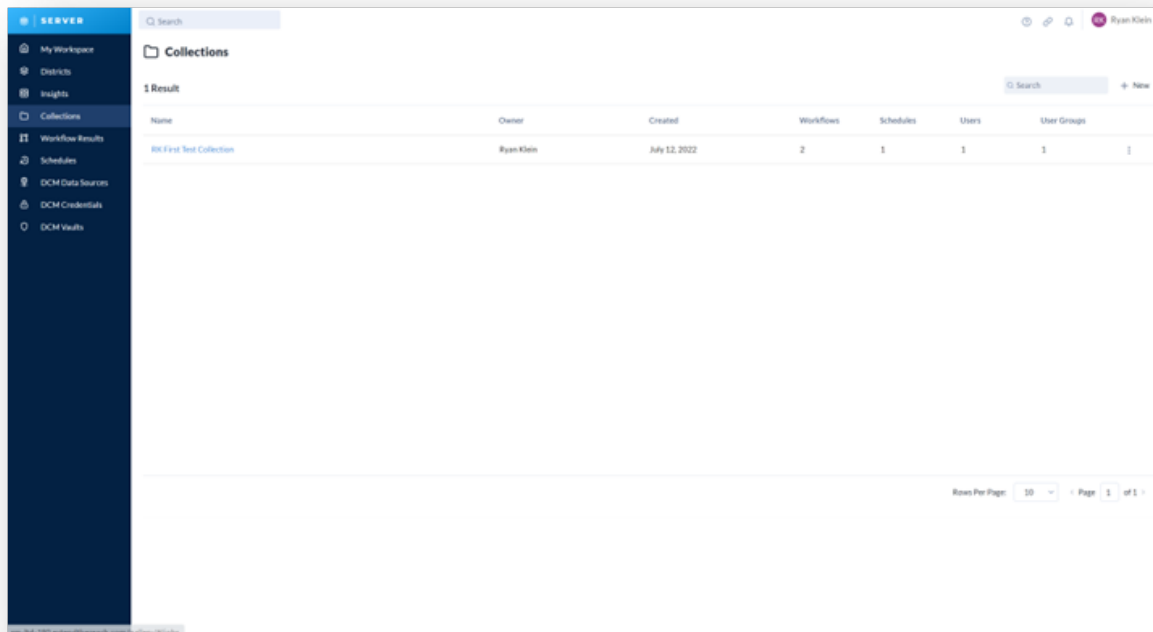 SERVER
Search
RK Ryan Klein
My Workspace
Districts
Insights
Collections
Workflow Results
Schedules
DCM Data Sources
DCM Credentials
DCM Vaults
Collections
1 Result
Search
+ New
Name Owner Created Workflows Schedules Users User Groups
RK First Test Collection Ryan Klein July 12, 2022 2 1 1 1
Rows Per Page: 10 < Page 1 of 1 >